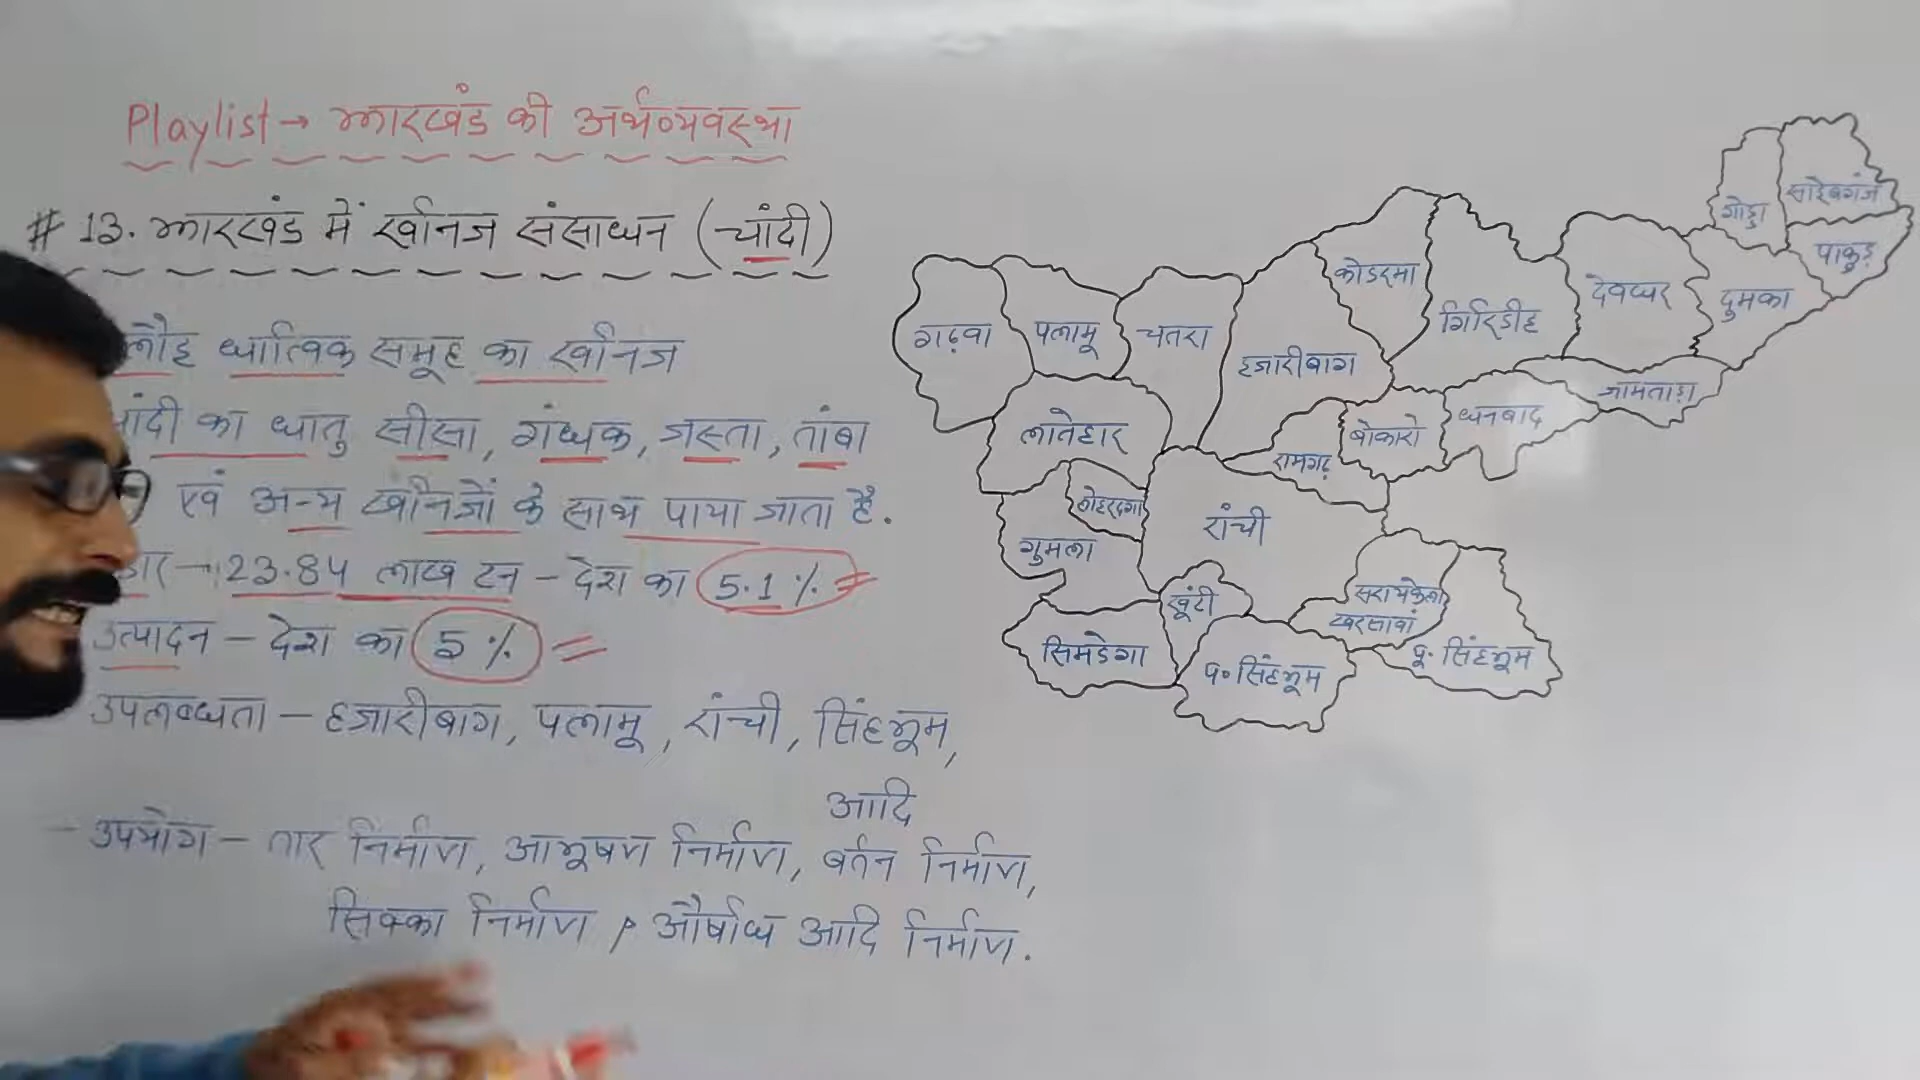 Playlist → झारखंड की अर्थव्यवस्था
# 13. झारखंड में खनिज संसाधन (चांदी)
लौह धात्विक समूह का खनिज
चांदी का धातु सीसा, गंधक, जस्ता, तांबा
एवं अन्य खनिजों के साथ पाया जाता है.
→ 23.84 लाख टन – देश का 5.1 %
उत्पादन – देश का 5 %
उपलब्धता – हजारीबाग, पलामू, रांची, सिंहभूम,
आदि
- उपयोग – तार निर्माण, आभूषण निर्माण, बर्तन निर्माण,
सिक्का निर्माण, औषधि आदि निर्माण.
गढ़वा
पलामू
चतरा
हजारीबाग
कोडरमा
गिरिडीह
देवघर
दुमका
गोड्डा
साहेबगंज
पाकुड़
जामताड़ा
धनबाद
बोकारो
रामगढ़
लातेहार
लोहरदगा
रांची
गुमला
खूंटी
सिमडेगा
प० सिंहभूम
सरायकेला
खरसावां
पू. सिंहभूम